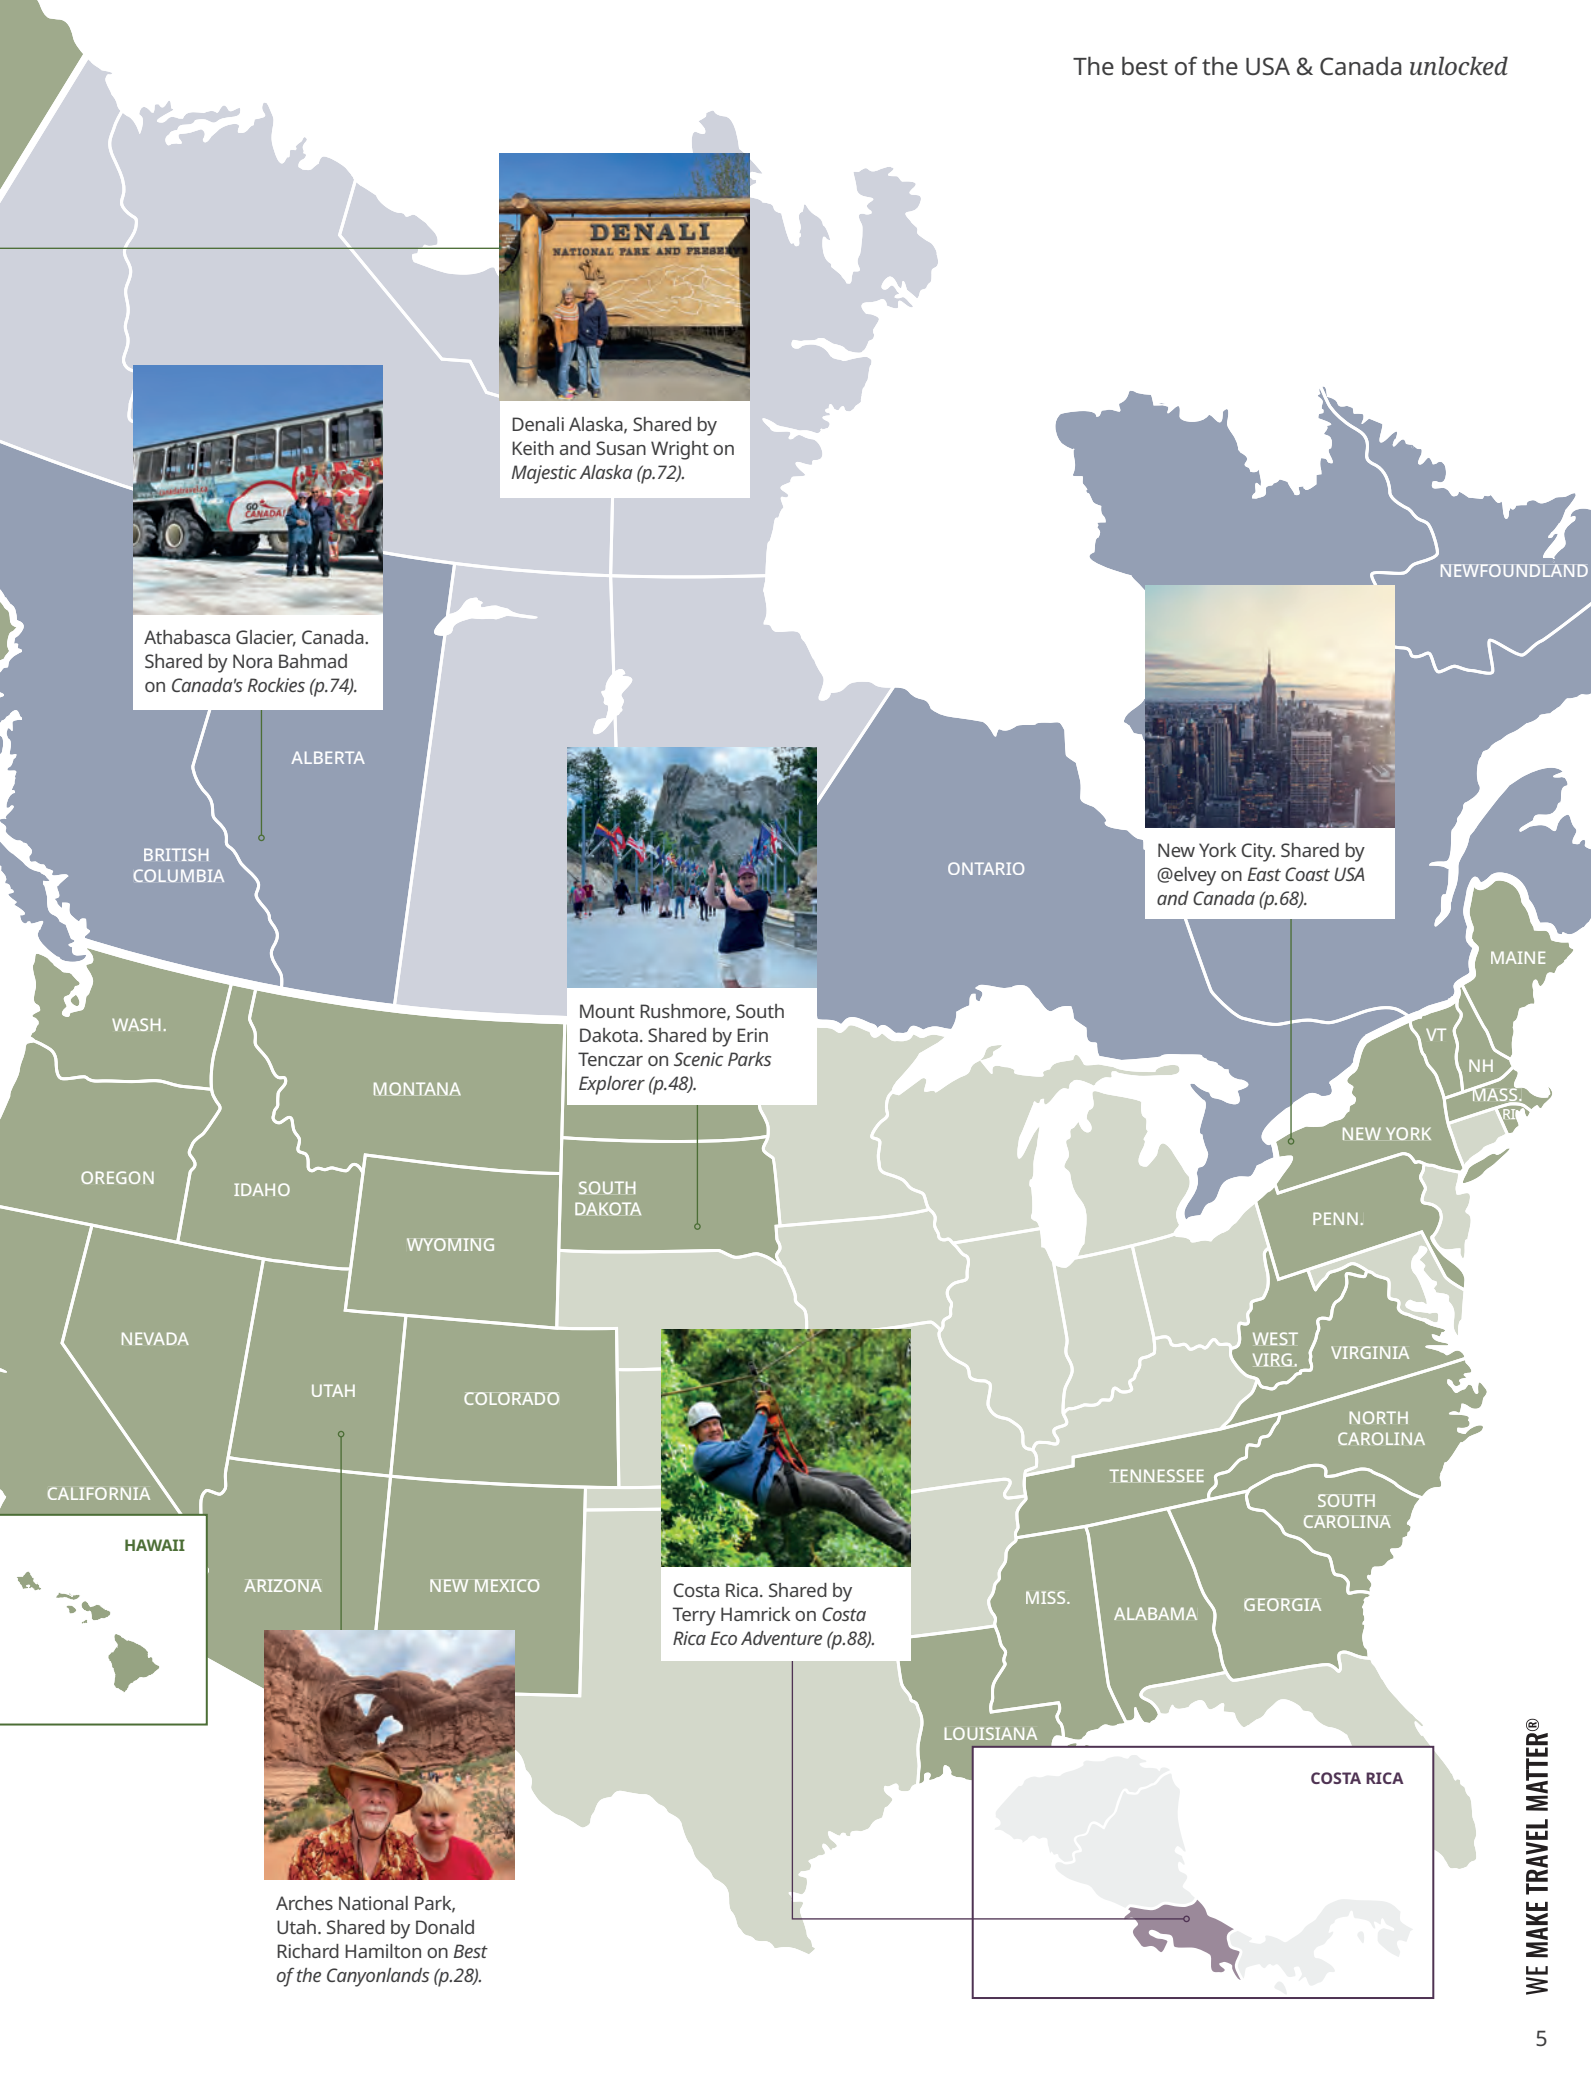 The best of the USA & Canada unlocked
DENALI
NATIONAL PARK AND PRESERVE
Denali Alaska, Shared by
Keith and Susan Wright on
Majestic Alaska (p.72).
GO
CANADA!
Athabasca Glacier, Canada.
Shared by Nora Bahmad
on Canada's Rockies (p.74).
NEWFOUNDLAND
ALBERTA
BRITISH
COLUMBIA
ONTARIO
New York City. Shared by
@elvey on East Coast USA
and Canada (p.68).
Mount Rushmore, South
Dakota. Shared by Erin
Tenczar on Scenic Parks
Explorer (p.48).
MAINE
WASH.
VT
NH
MONTANA
MASS.
RI
NEW YORK
OREGON
IDAHO
SOUTH
DAKOTA
PENN.
WYOMING
NEVADA
WEST
VIRG.
VIRGINIA
UTAH
COLORADO
NORTH
CAROLINA
TENNESSEE
CALIFORNIA
SOUTH
CAROLINA
HAWAII
ARIZONA
NEW MEXICO
Costa Rica. Shared by
Terry Hamrick on Costa
Rica Eco Adventure (p.88).
MISS.
ALABAMA
GEORGIA
LOUISIANA
COSTA RICA
Arches National Park,
Utah. Shared by Donald
Richard Hamilton on Best
of the Canyonlands (p.28).
WE MAKE TRAVEL MATTER®
5